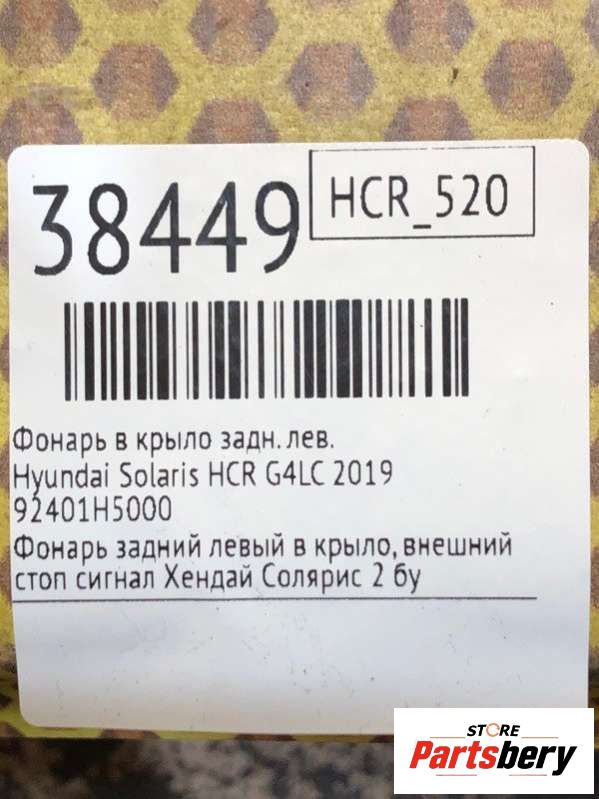 38449
HCR_520
Фонарь в крыло задн. лев.
Hyundai Solaris HCR G4LC 2019
92401H5000
Фонарь задний левый в крыло, внешний
стоп сигнал Хендай Солярис 2 бу
STORE
Partsbery